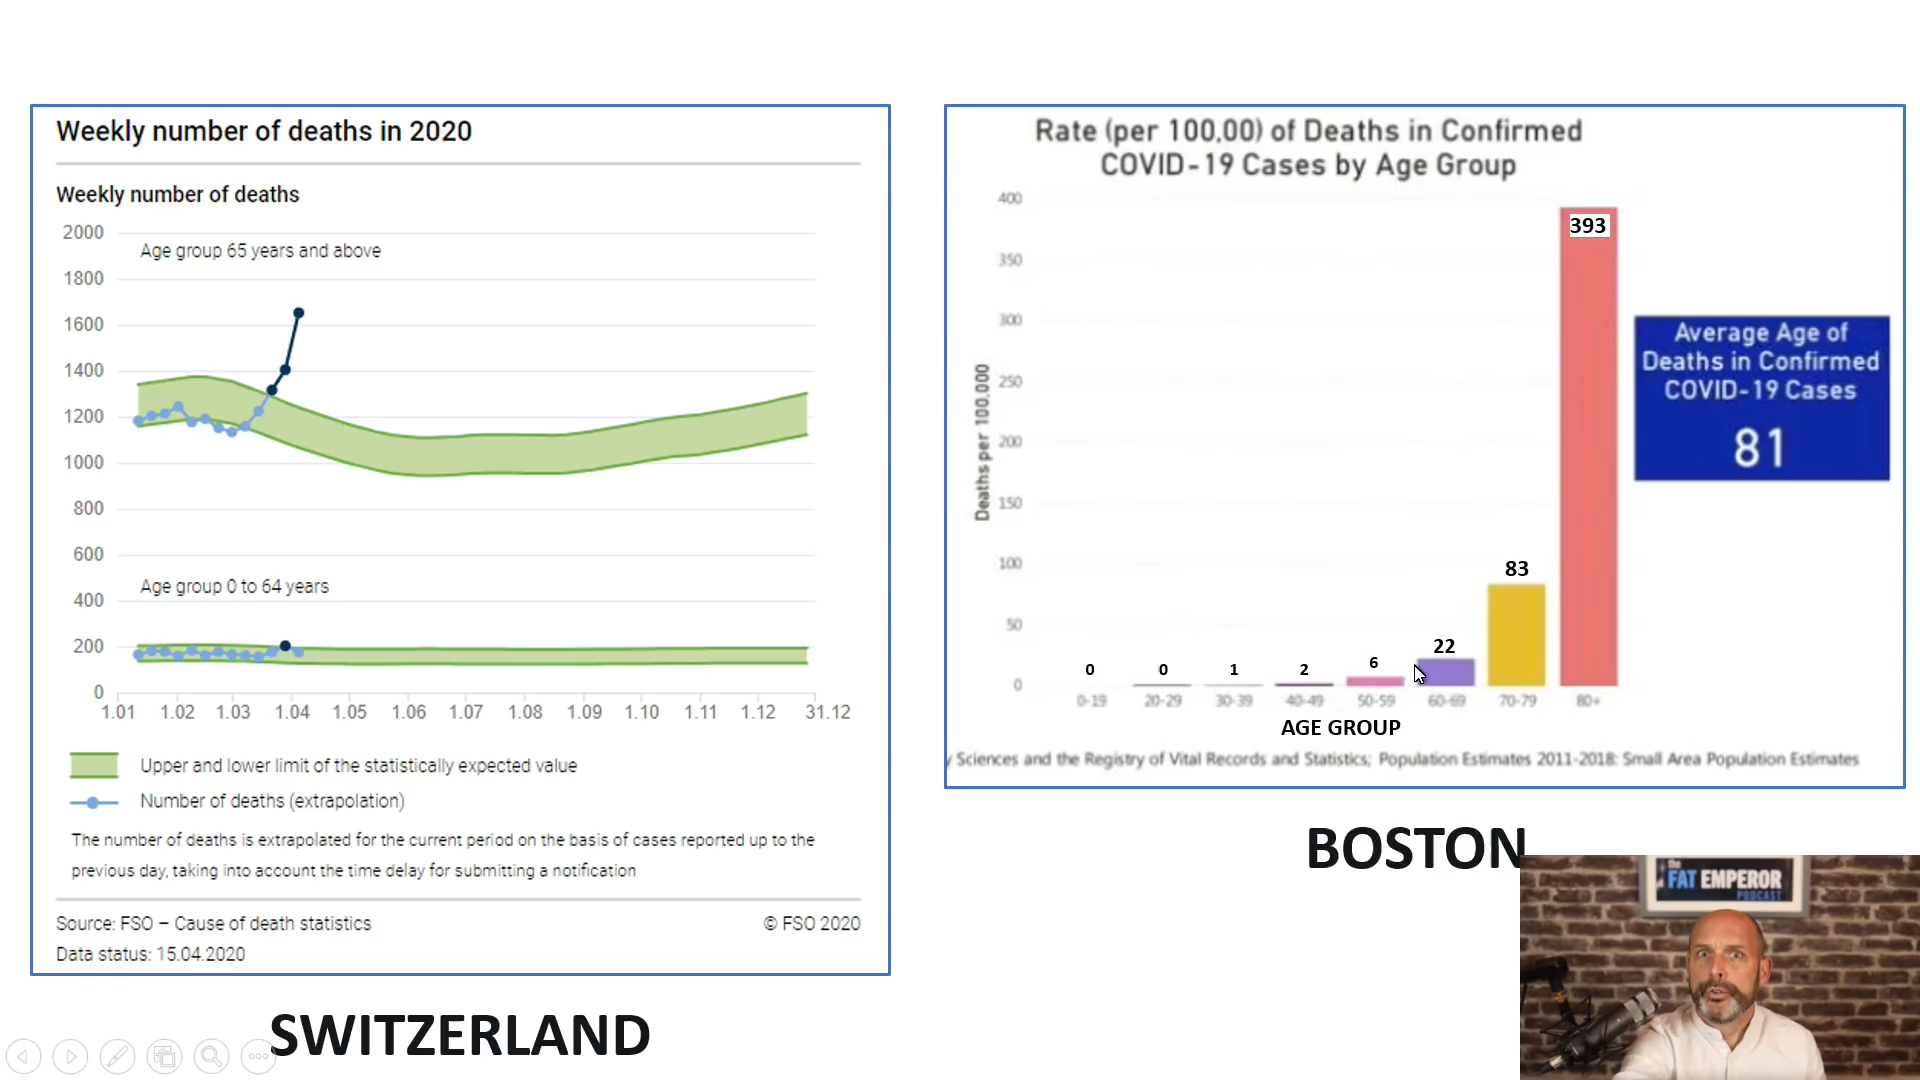 Weekly number of deaths in 2020
Weekly number of deaths
2000
Age group 65 years and above
1800
1600
1400
1200
1000
800
600
Age group 0 to 64 years
400
200
0
1.01 1.02 1.03 1.04 1.05 1.06 1.07 1.08 1.09 1.10 1.11 1.12 31.12
Upper and lower limit of the statistically expected value
Number of deaths (extrapolation)
The number of deaths is extrapolated for the current period on the basis of cases reported up to the
previous day, taking into account the time delay for submitting a notification
Source: FSO – Cause of death statistics © FSO 2020
Data status: 15.04.2020
SWITZERLAND
Rate (per 100,00) of Deaths in Confirmed
COVID-19 Cases by Age Group
Deaths per 100,000
400
350
300
250
200
150
100
50
0
0 0 1 2 6 22 83 393
0-19 20-29 30-39 40-49 50-59 60-69 70-79 80+
AGE GROUP
Average Age of
Deaths in Confirmed
COVID-19 Cases
81
Sciences and the Registry of Vital Records and Statistics; Population Estimates 2011-2018: Small Area Population Estimates
BOSTON
the
FAT EMPEROR
PODCAST